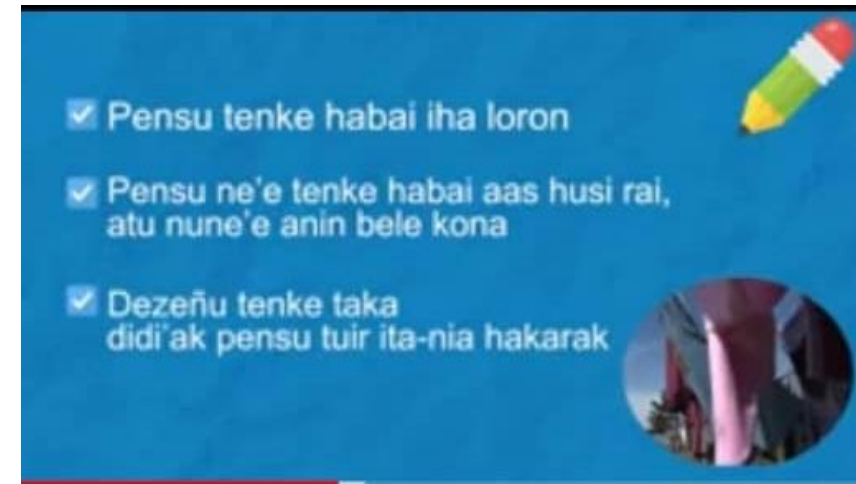 Pensu tenke habai iha loron
Pensu ne'e tenke habai aas husi rai,
atu nune'e anin bele kona
Dezeñu tenke taka
didi'ak pensu tuir ita-nia hakarak